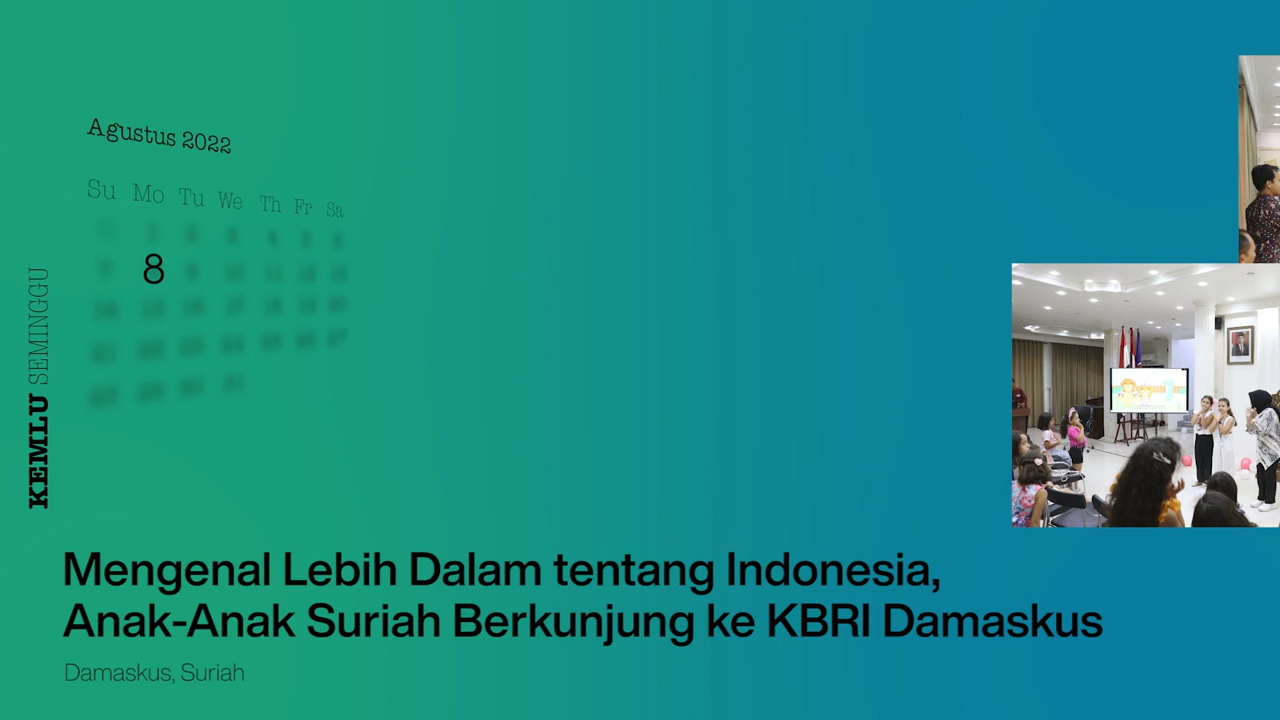 Agustus 2022
Su Mo Tu We Th Fr Sa
8
KEMLU SEMINGGU
Mengenal Lebih Dalam tentang Indonesia,
Anak-Anak Suriah Berkunjung ke KBRI Damaskus
Damaskus, Suriah